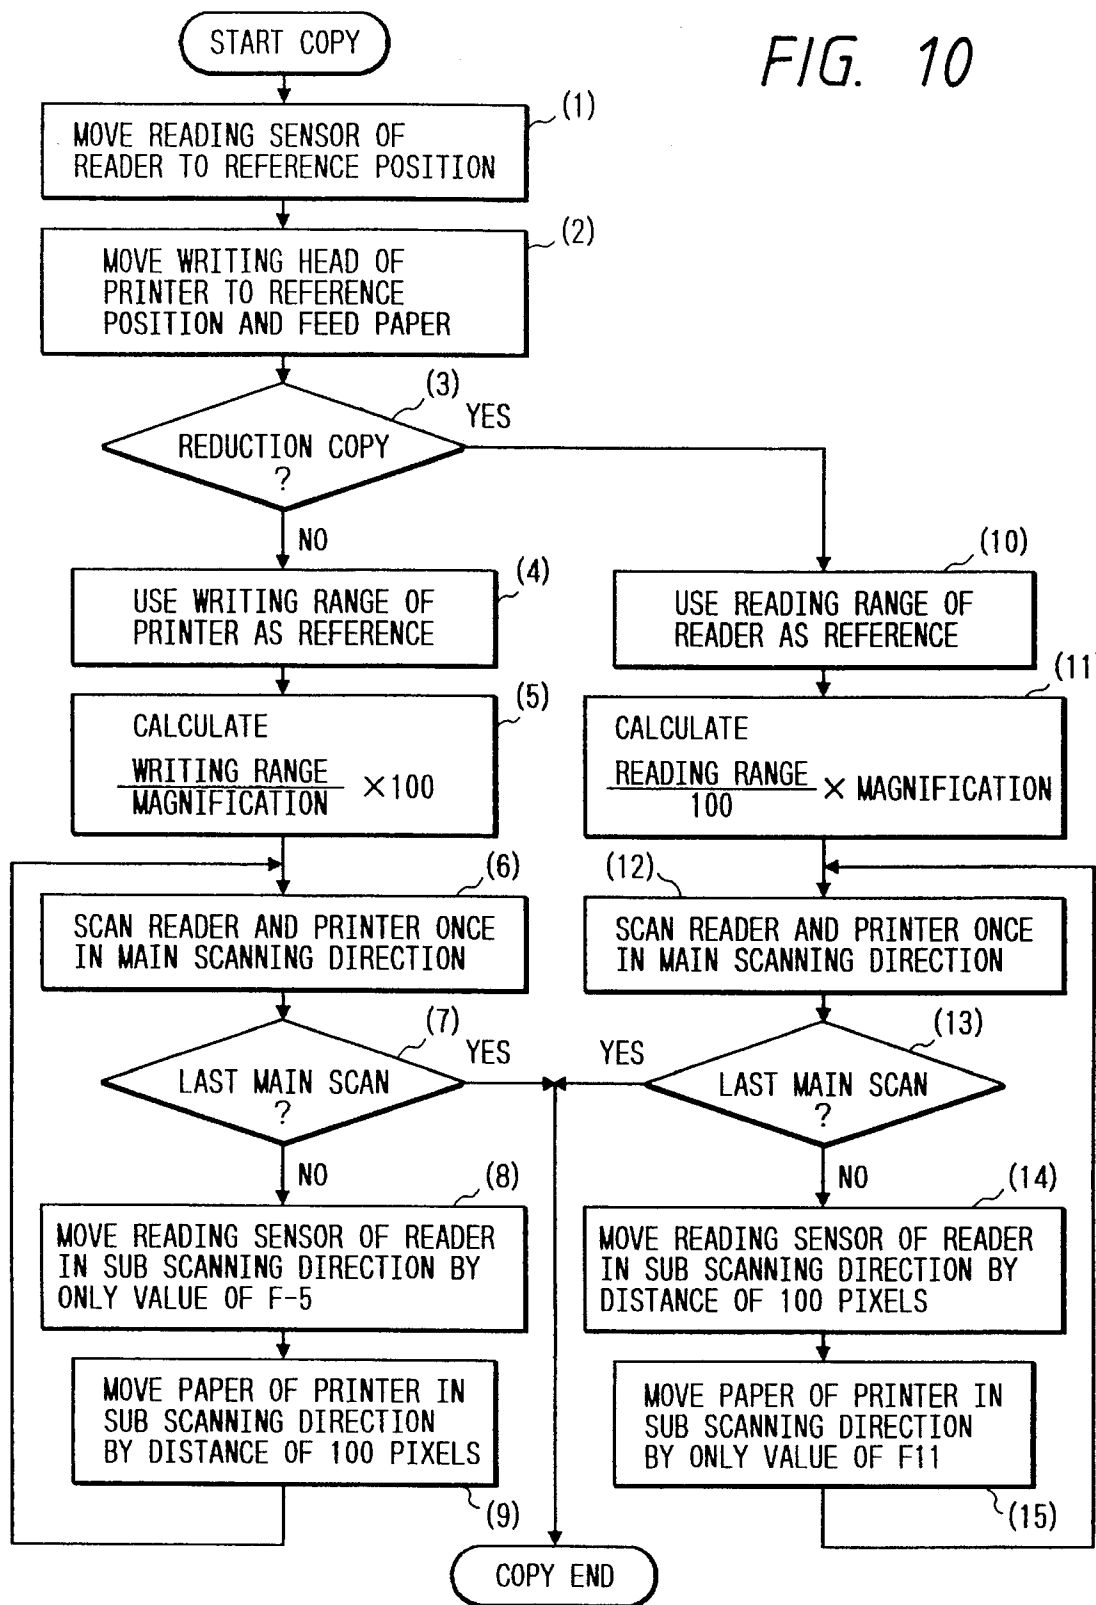 START COPY
FIG. 10
(1)
MOVE READING SENSOR OF
READER TO REFERENCE POSITION
(2)
MOVE WRITING HEAD OF
PRINTER TO REFERENCE
POSITION AND FEED PAPER
(3)
YES
REDUCTION COPY
?
NO
(4)
USE WRITING RANGE OF
PRINTER AS REFERENCE
(5)
CALCULATE
WRITING RANGE
MAGNIFICATION
×100
(10)
USE READING RANGE OF
READER AS REFERENCE
(11)
CALCULATE
READING RANGE
100
× MAGNIFICATION
(6)
SCAN READER AND PRINTER ONCE
IN MAIN SCANNING DIRECTION
(7)
YES
LAST MAIN SCAN
?
NO
(8)
MOVE READING SENSOR OF READER
IN SUB SCANNING DIRECTION BY
ONLY VALUE OF F-5
MOVE PAPER OF PRINTER IN
SUB SCANNING DIRECTION
BY DISTANCE OF 100 PIXELS
(9)
(12)
SCAN READER AND PRINTER ONCE
IN MAIN SCANNING DIRECTION
(13)
YES
LAST MAIN SCAN
?
NO
(14)
MOVE READING SENSOR OF READER
IN SUB SCANNING DIRECTION BY
DISTANCE OF 100 PIXELS
MOVE PAPER OF PRINTER IN
SUB SCANNING DIRECTION
BY ONLY VALUE OF F11
(15)
COPY END